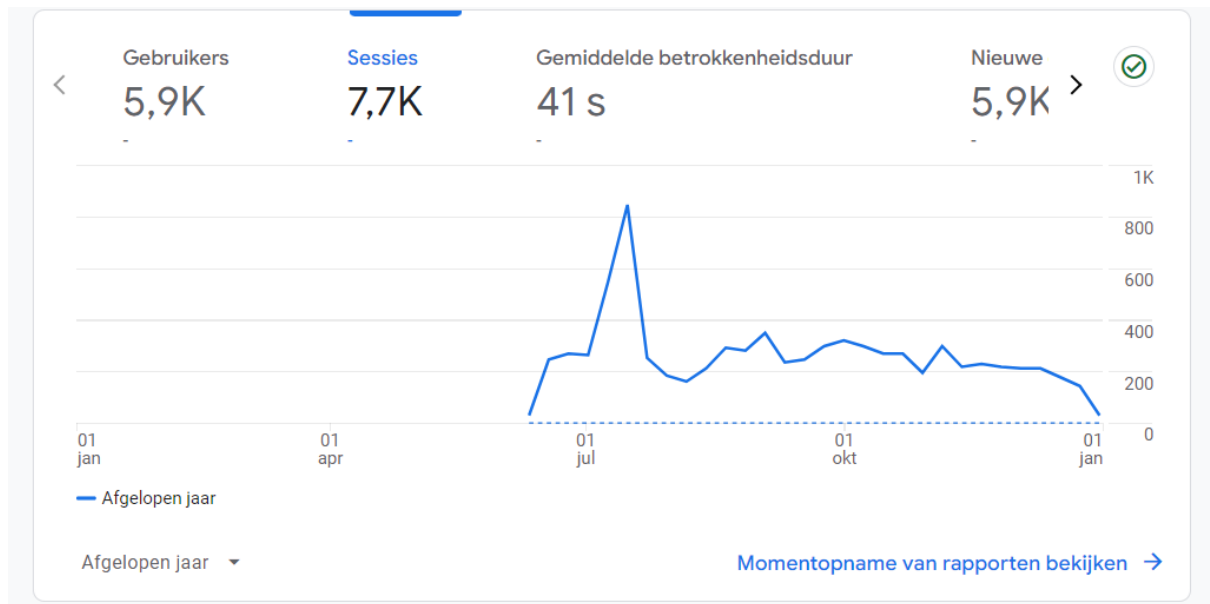 Gebruikers
5,9K
-
Sessies
7,7K
-
Gemiddelde betrokkenheidsduur
41 s
-
Nieuwe
5,9K
-
1K
800
600
400
200
0
01
jan
01
apr
01
jul
01
okt
01
jan
Afgelopen jaar
Afgelopen jaar
Momentopname van rapporten bekijken